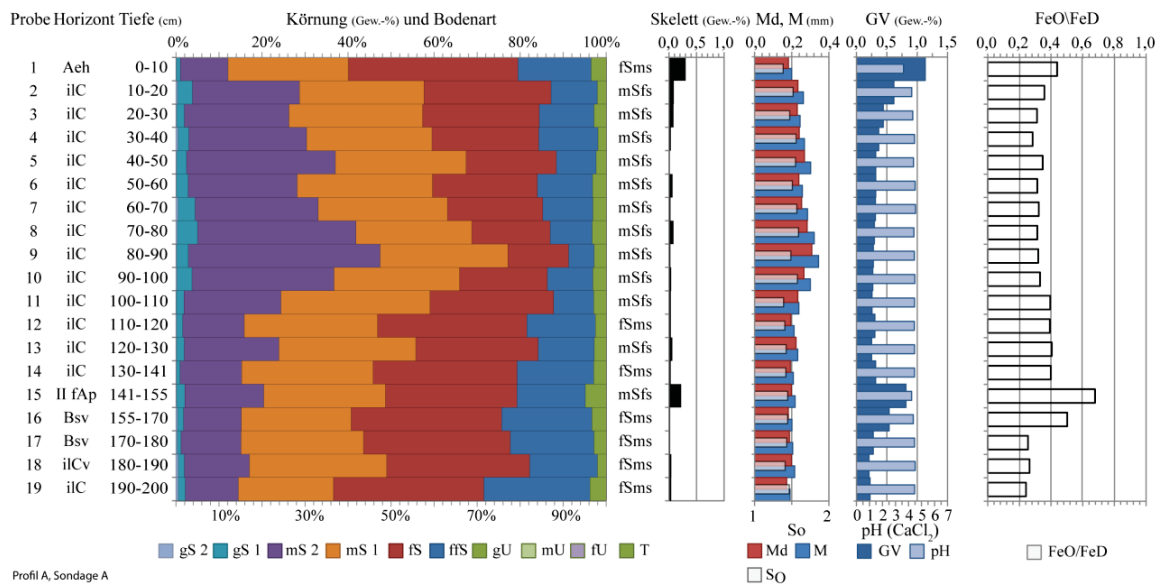 Probe Horizont Tiefe (cm) Körnung (Gew.-%) und Bodenart Skelett (Gew.-%) Md, M (mm) GV (Gew.-%) FeO\FeD
0% 20% 40% 60% 80% 100% 0,0 0,5 1,0 0 0,2 0,4 0,0 0,5 1,0 1,5 0,0 0,2 0,4 0,6 0,8 1,0
1 Aeh 0-10 fSms
2 ilC 10-20 mSfs
3 ilC 20-30 mSfs
4 ilC 30-40 mSfs
5 ilC 40-50 mSfs
6 ilC 50-60 mSfs
7 ilC 60-70 mSfs
8 ilC 70-80 mSfs
9 ilC 80-90 mSfs
10 ilC 90-100 mSfs
11 ilC 100-110 mSfs
12 ilC 110-120 fSms
13 ilC 120-130 mSfs
14 ilC 130-141 fSms
15 II fAp 141-155 mSfs
16 Bsv 155-170 fSms
17 Bsv 170-180 fSms
18 ilCv 180-190 fSms
19 ilC 190-200 fSms
10% 30% 50% 70% 90% 1 2 0 1 2 3 4 5 6 7
So pH (CaCl2)
gS 2 gS 1 mS 2 mS 1 fS ffS gU mU fU T Md M GV pH FeO/FeD
SO
Profil A, Sondage A